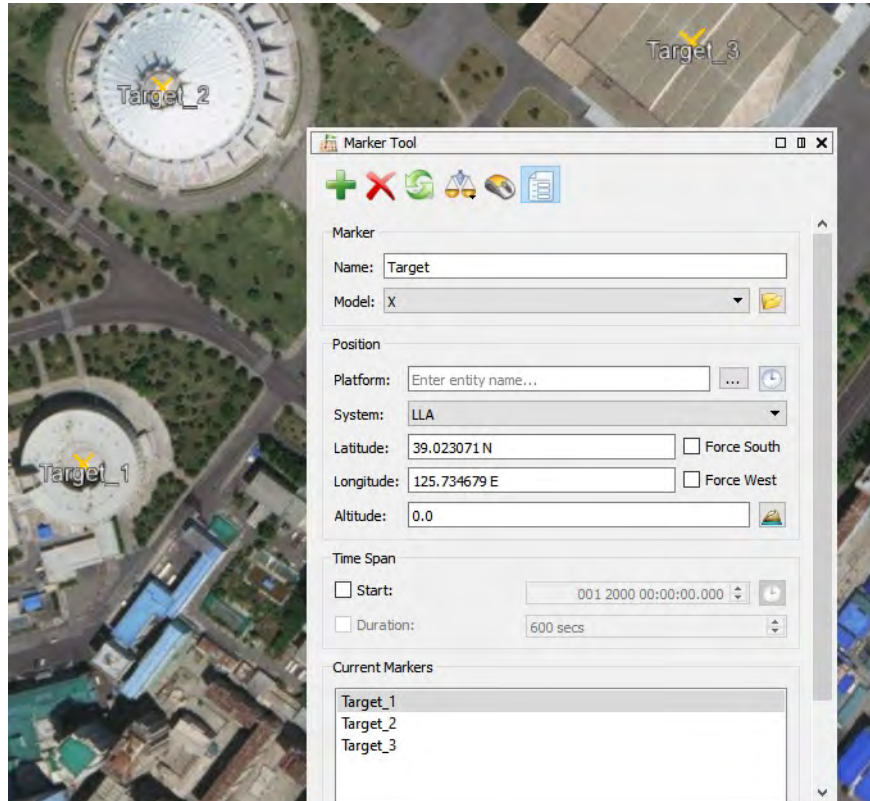 Target_3
Target_2
Marker Tool
Marker
Name: Target
Model: X
Position
Platform: Enter entity name... ...
System: LLA
Latitude: 39.023071 N Force South
Longitude: 125.734679 E Force West
Target_1
Altitude: 0.0
Time Span
Start: 001 2000 00:00:00.000
Duration: 600 secs
Current Markers
Target_1
Target_2
Target_3